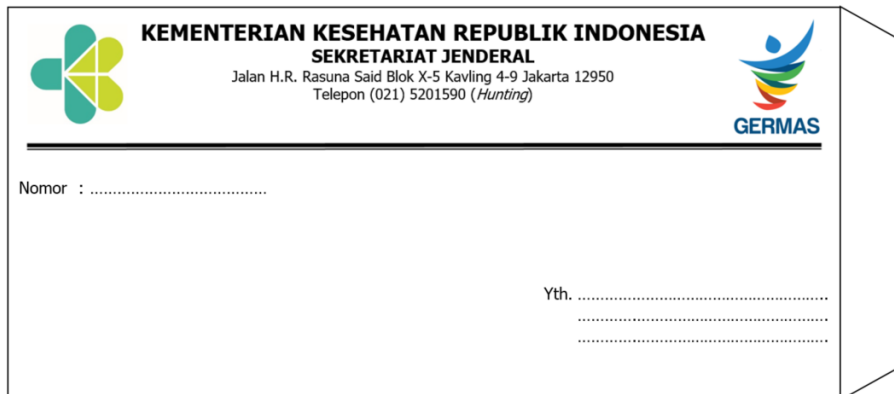 KEMENTERIAN KESEHATAN REPUBLIK INDONESIA
SEKRETARIAT JENDERAL
Jalan H.R. Rasuna Said Blok X-5 Kavling 4-9 Jakarta 12950
Telepon (021) 5201590 (Hunting)
GERMAS
Nomor : .......................................
Yth. .......................................................
.......................................................
.......................................................